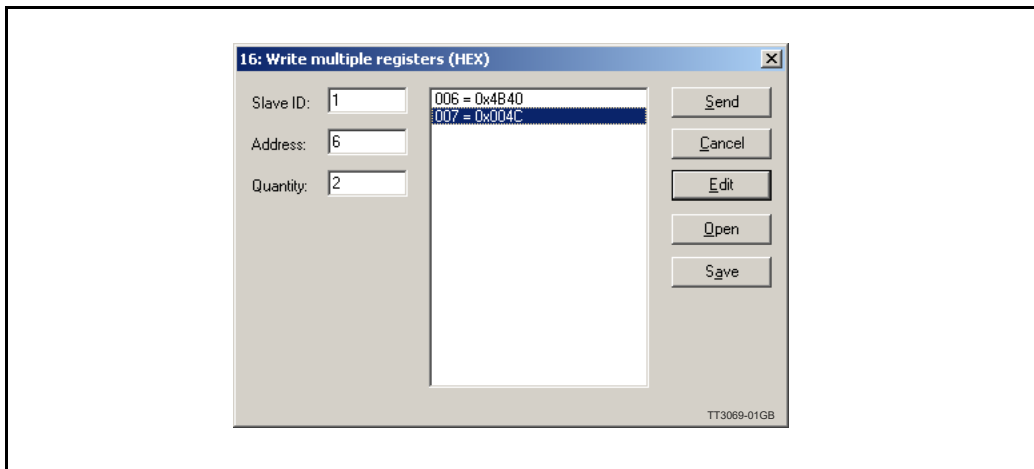 16: Write multiple registers (HEX)
Slave ID: 1
Address: 6
Quantity: 2
006 = 0x4B40
007 = 0x004C
Send
Cancel
Edit
Open
Save
TT3069-01GB